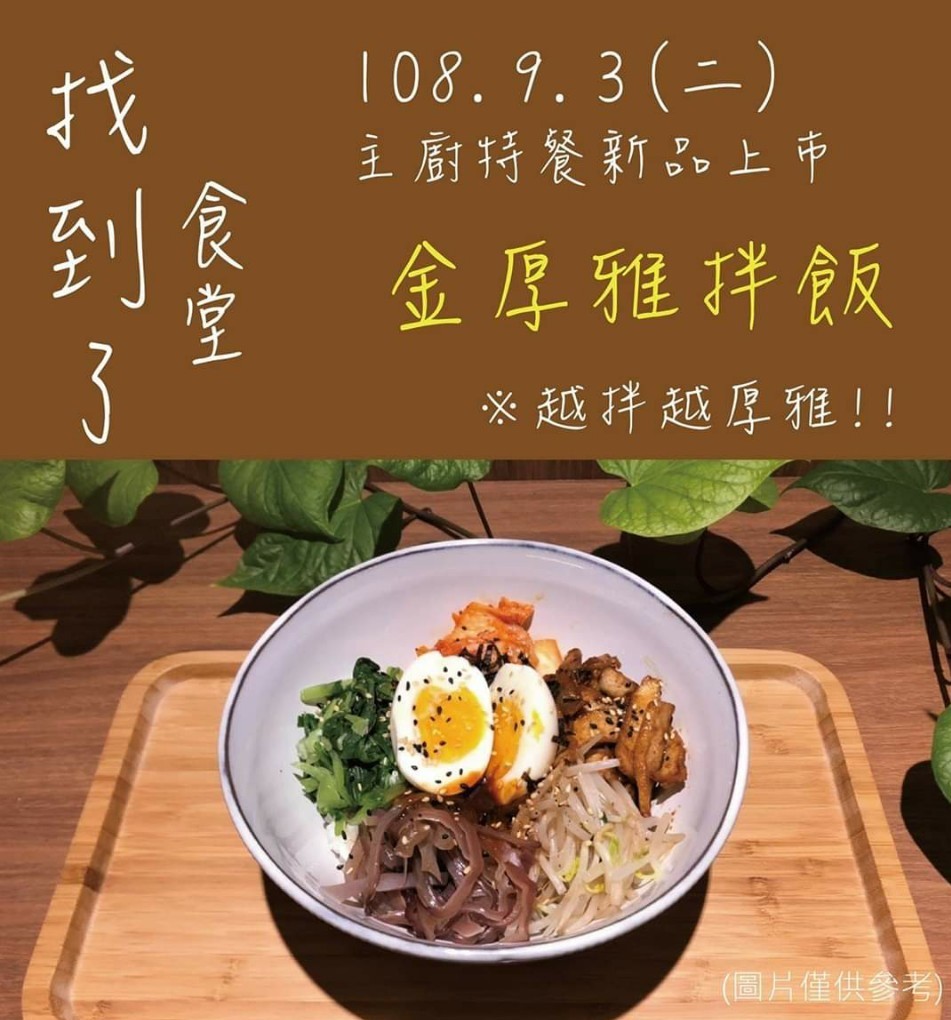 找到了
食堂
108.9.3(二)
主廚特餐新品上市
金厚雅拌飯
※越拌越厚雅!!
(圖片僅供參考)